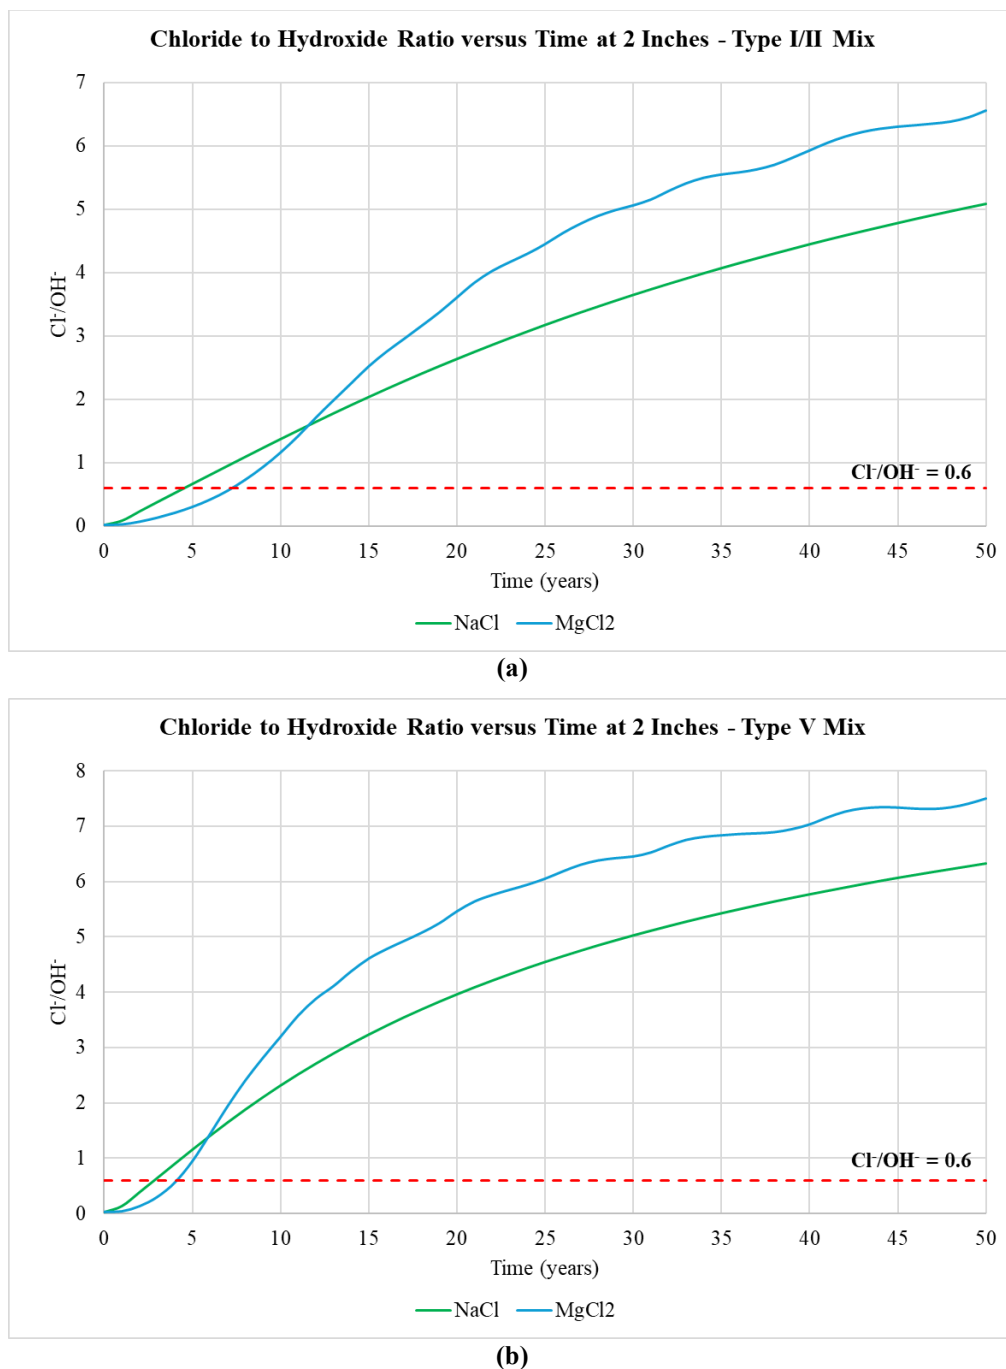 Chloride to Hydroxide Ratio versus Time at 2 Inches - Type I/II Mix
7
6
5
4
3
2
1
0
Cl⁻/OH⁻
Cl⁻/OH⁻ = 0.6
0 5 10 15 20 25 30 35 40 45 50
Time (years)
NaCl MgCl2
(a)
Chloride to Hydroxide Ratio versus Time at 2 Inches - Type V Mix
8
7
6
5
4
3
2
1
0
Cl⁻/OH⁻
Cl⁻/OH⁻ = 0.6
0 5 10 15 20 25 30 35 40 45 50
Time (years)
NaCl MgCl2
(b)